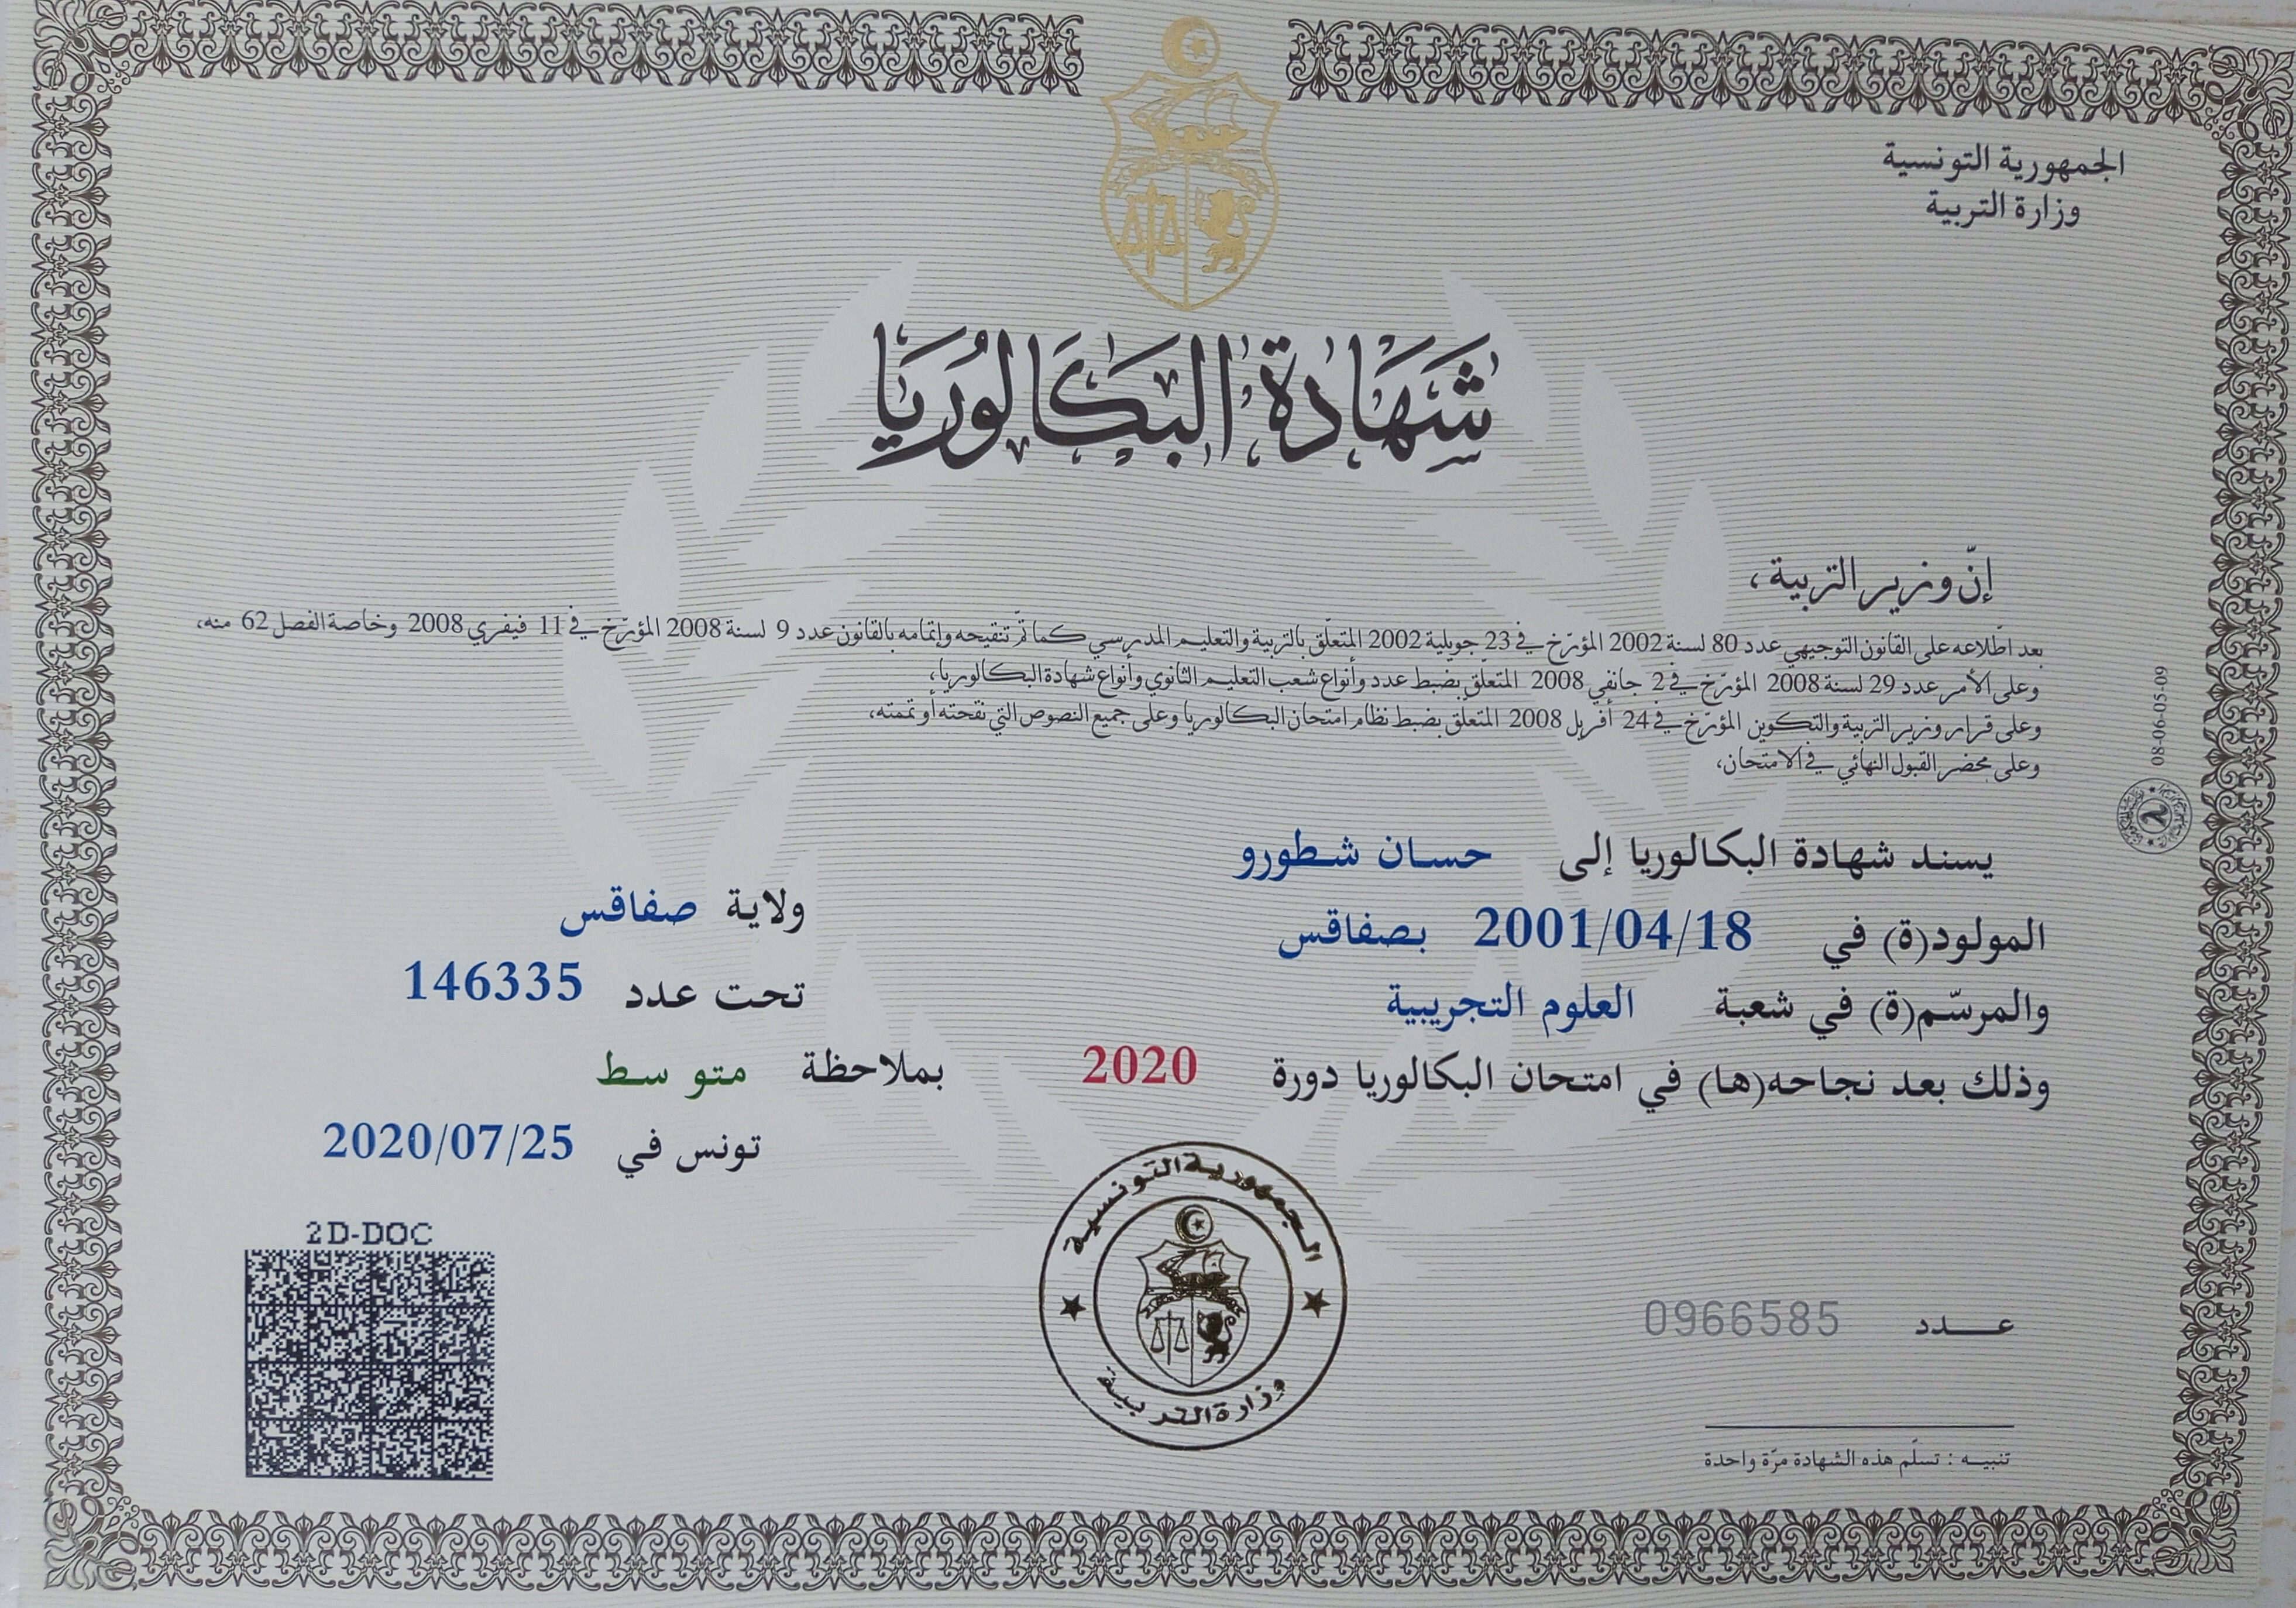 الجمهورية التونسية
وزارة التربية
شهادة البكالوريا
إنّ وزير التربية،
بعد اطّلاعه على القانون التوجيهي عدد 80 لسنة 2002 المؤرّخ في 23 جويلية 2002 المتعلّق بالتربية والتعليم المدرسي كما تمّ تنقيحه وإتمامه بالقانون عدد 9 لسنة 2008 المؤرّخ في 11 فيفري 2008 وخاصة الفصل 62 منه،
وعلى الأمر عدد 29 لسنة 2008 المؤرّخ في 2 جانفي 2008 المتعلّق بضبط عدد وأنواع شعب التعليم الثانوي وأنواع شهادة البكالوريا،
وعلى قرار وزير التربية والتكوين المؤرّخ في 24 أفريل 2008 المتعلق بضبط نظام امتحان البكالوريا وعلى جميع النصوص التي نقحته أو تممته،
وعلى محضر القبول النهائي في الامتحان،
08-06-05-09
يسند شهادة البكالوريا إلى حسان شطورو
المولود(ة) في 2001/04/18 بصفاقس ولاية صفاقس
والمرسّم(ة) في شعبة العلوم التجريبية تحت عدد 146335
وذلك بعد نجاحه(ها) في امتحان البكالوريا دورة 2020 بملاحظة متوسط
تونس في 2020/07/25
2D-DOC
الجمهورية التونسية
وزارة التربية
عدد 0966585
تنبيه : تسلّم هذه الشهادة مرّة واحدة